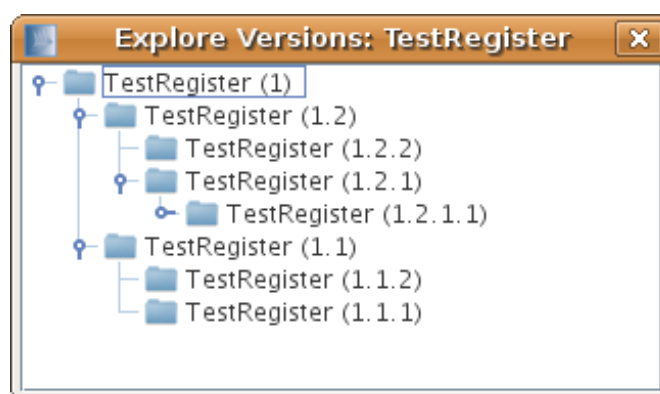 Explore Versions: TestRegister
TestRegister (1)
TestRegister (1.2)
TestRegister (1.2.2)
TestRegister (1.2.1)
TestRegister (1.2.1.1)
TestRegister (1.1)
TestRegister (1.1.2)
TestRegister (1.1.1)